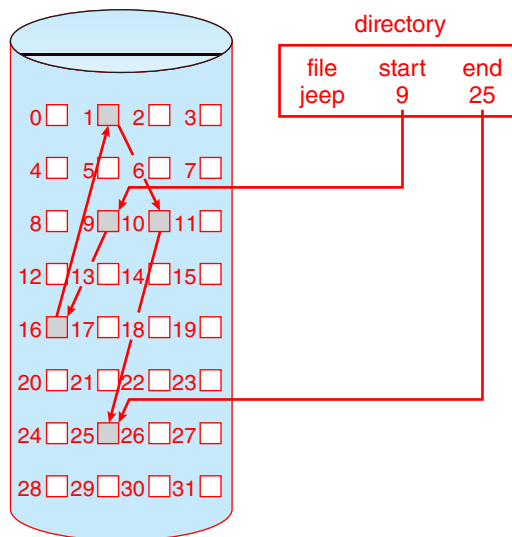 directory
file start end
jeep 9 25
0 1 2 3
4 5 6 7
8 9 10 11
12 13 14 15
16 17 18 19
20 21 22 23
24 25 26 27
28 29 30 31